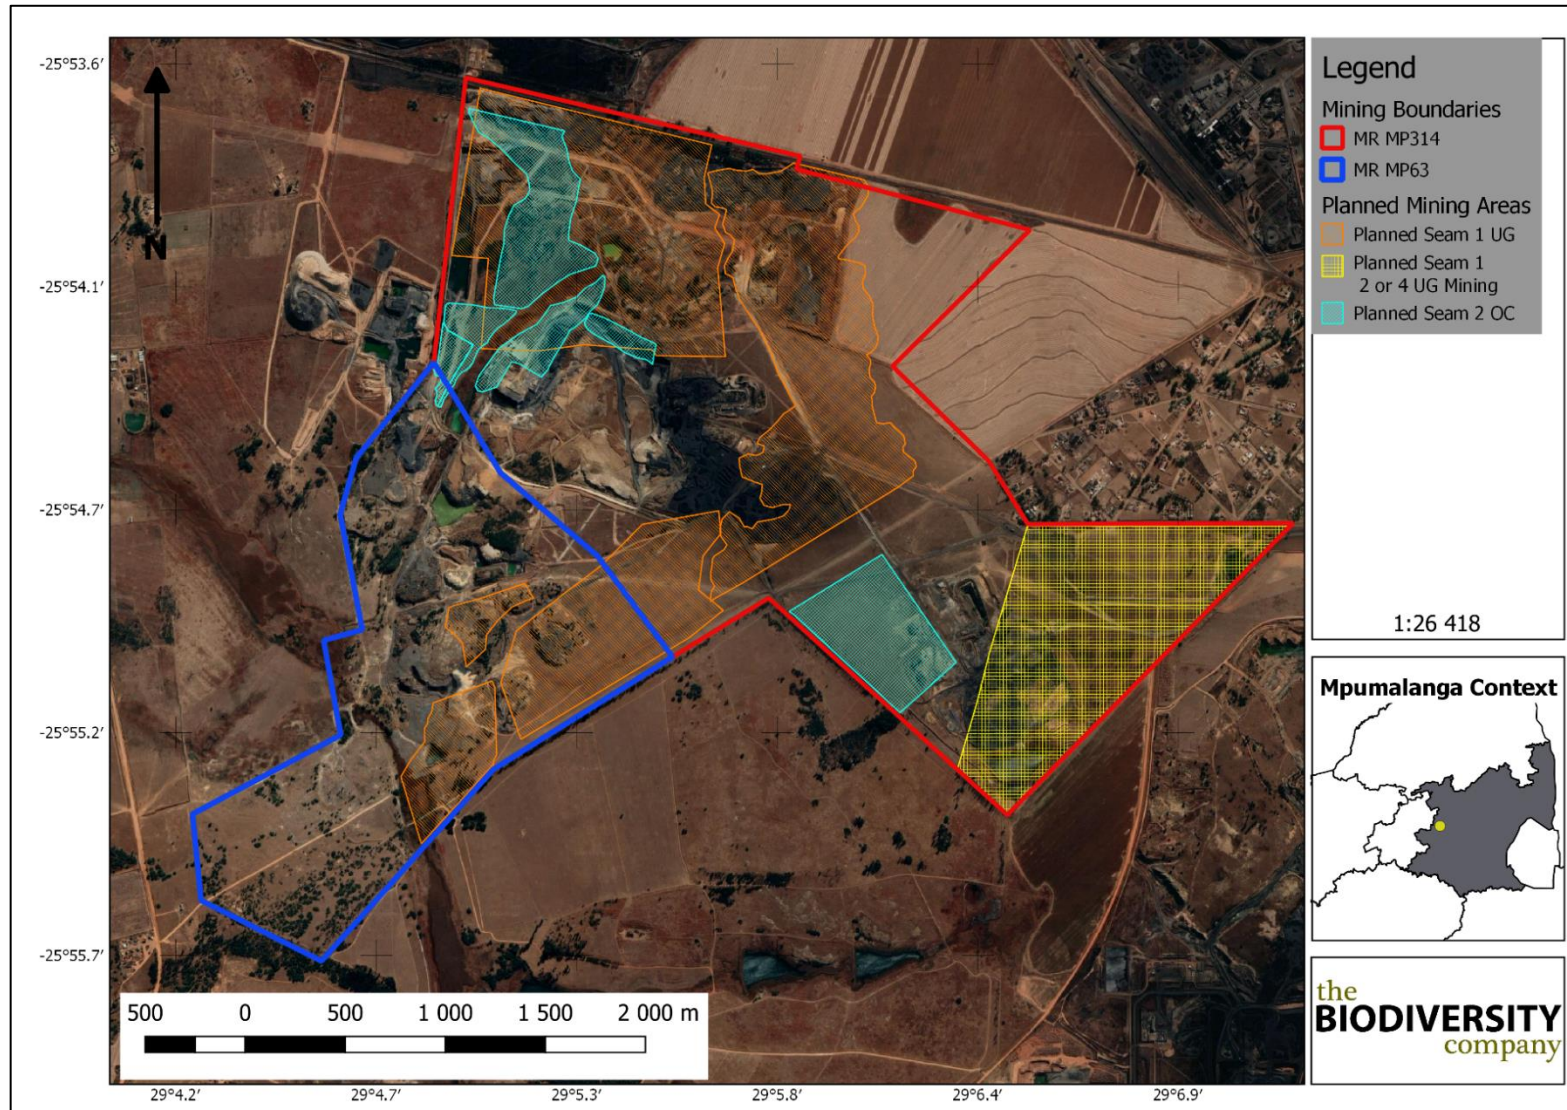 -25°53.6′
-25°54.1′
-25°54.7′
-25°55.2′
-25°55.7′
N
500 0 500 1 000 1 500 2 000 m
29°4.2′ 29°4.7′ 29°5.3′ 29°5.8′ 29°6.4′ 29°6.9′
Legend
Mining Boundaries
MR MP314
MR MP63
Planned Mining Areas
Planned Seam 1 UG
Planned Seam 1
2 or 4 UG Mining
Planned Seam 2 OC
1:26 418
Mpumalanga Context
the
BIODIVERSITY
company